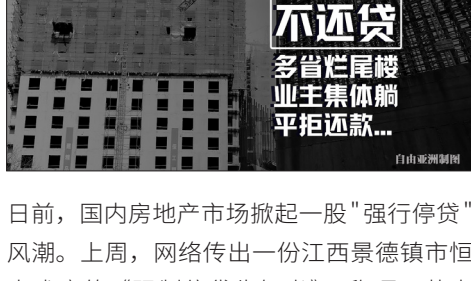 不还贷
多省烂尾楼
业主集体躺
平拒还款...
自由亚洲制图
日前，国内房地产市场掀起一股"强行停贷"
风潮。上周，网络传出一份江西景德镇市恒